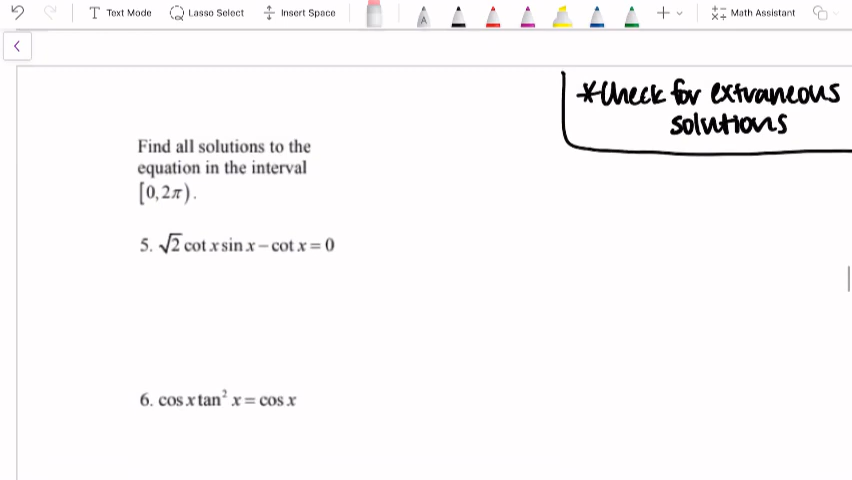 Text Mode Lasso Select Insert Space Math Assistant
*Check for extraneous
solutions
Find all solutions to the
equation in the interval
[0,2π).
5. √2 cot x sin x − cot x = 0
6. cos x tan² x = cos x